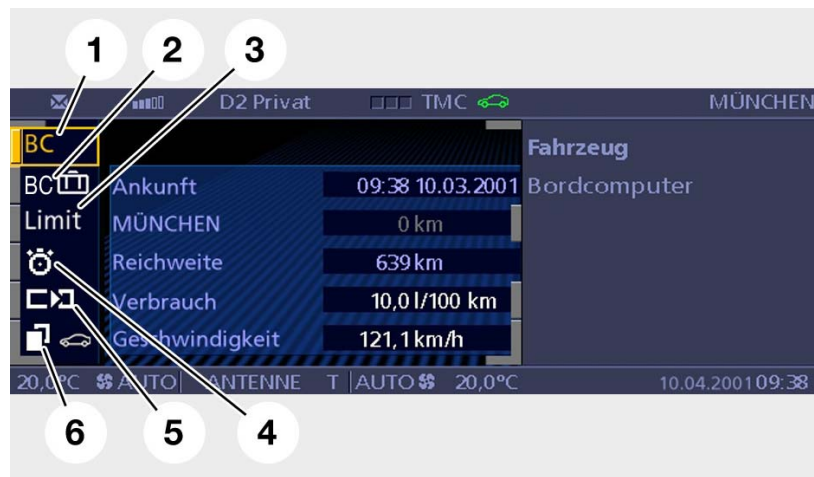 1 2 3
D2 Privat TMC MÜNCHEN
BC Fahrzeug
BC Ankunft 09:38 10.03.2001 Bordcomputer
Limit MÜNCHEN 0 km
Reichweite 639 km
Verbrauch 10,0 l/100 km
Geschwindigkeit 121,1 km/h
20,0°C AUTO ANTENNE T AUTO 20,0°C 10.04.2001 09:38
6 5 4